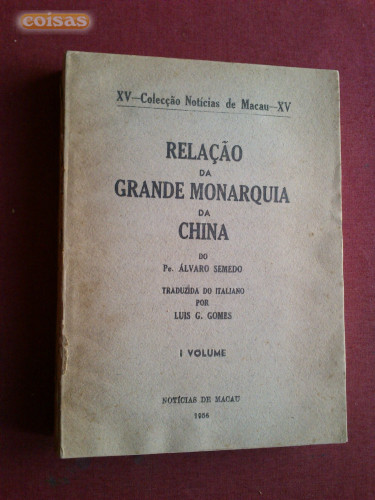 coisas
XV—Colecção Notícias de Macau—XV
RELAÇÃO
DA
GRANDE MONARQUIA
DA
CHINA
DO
Pe. ÁLVARO SEMEDO
TRADUZIDA DO ITALIANO
POR
LUIS G. GOMES
I VOLUME
NOTÍCIAS DE MACAU
1956